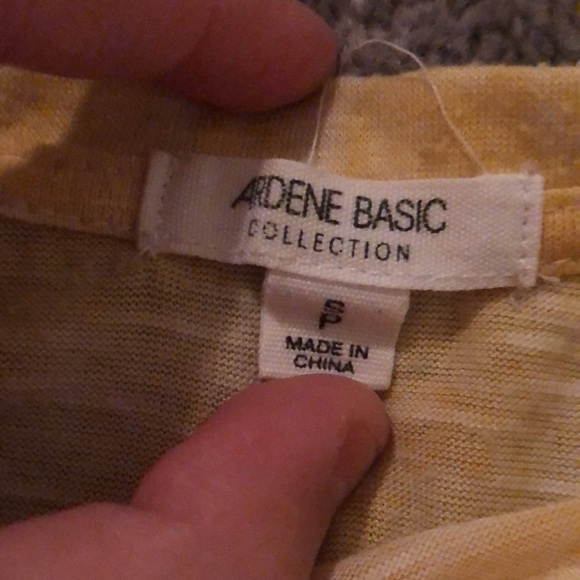 ARDENE BASIC
COLLECTION
S
P
MADE IN
CHINA